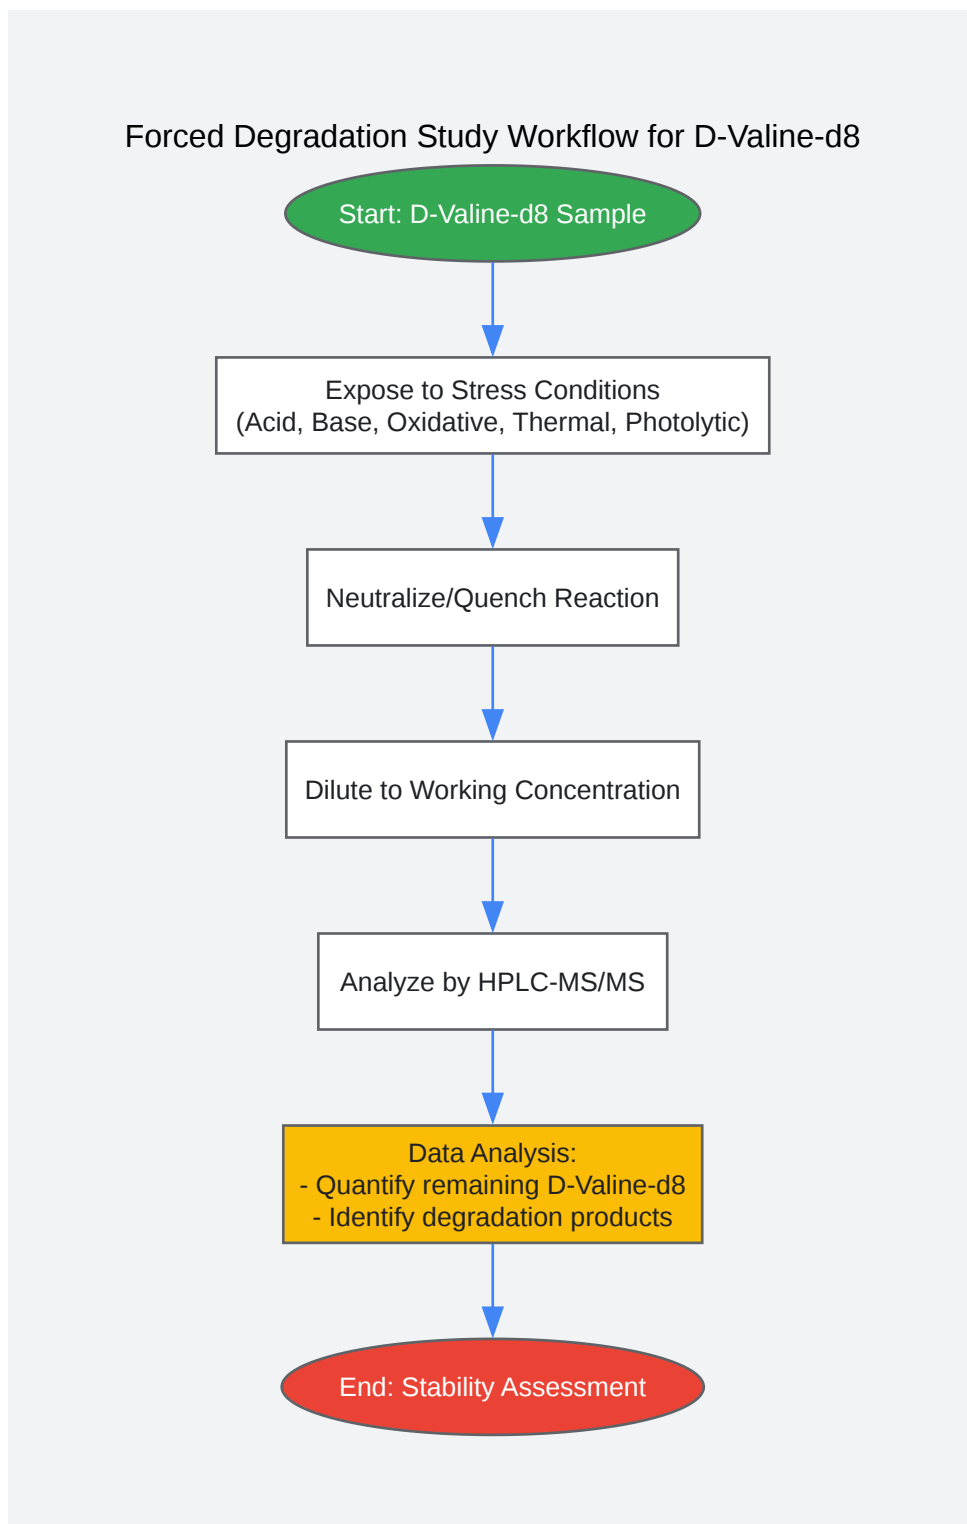 Forced Degradation Study Workflow for D-Valine-d8
Start: D-Valine-d8 Sample
Expose to Stress Conditions
(Acid, Base, Oxidative, Thermal, Photolytic)
Neutralize/Quench Reaction
Dilute to Working Concentration
Analyze by HPLC-MS/MS
Data Analysis:
- Quantify remaining D-Valine-d8
- Identify degradation products
End: Stability Assessment